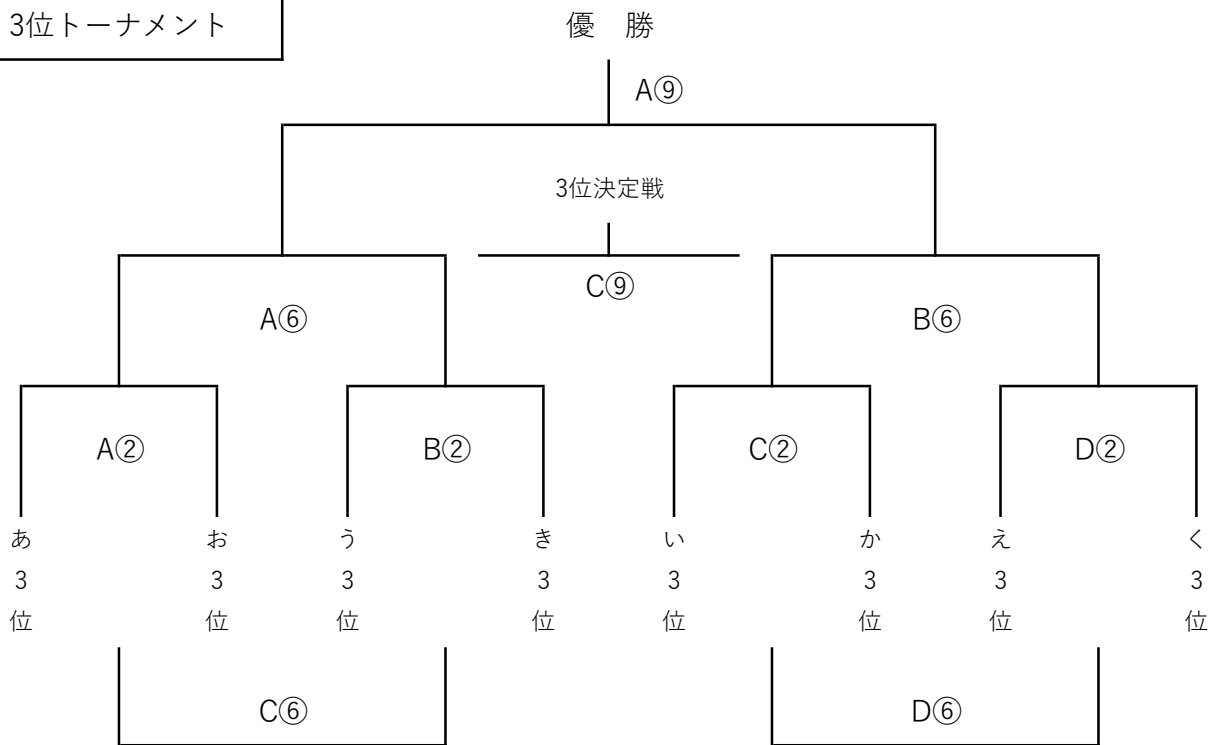 3位トーナメント
優　勝
A⑨
3位決定戦
C⑨
A⑥
B⑥
A②
B②
C②
D②
あ3位
お3位
う3位
き3位
い3位
か3位
え3位
く3位
C⑥
D⑥